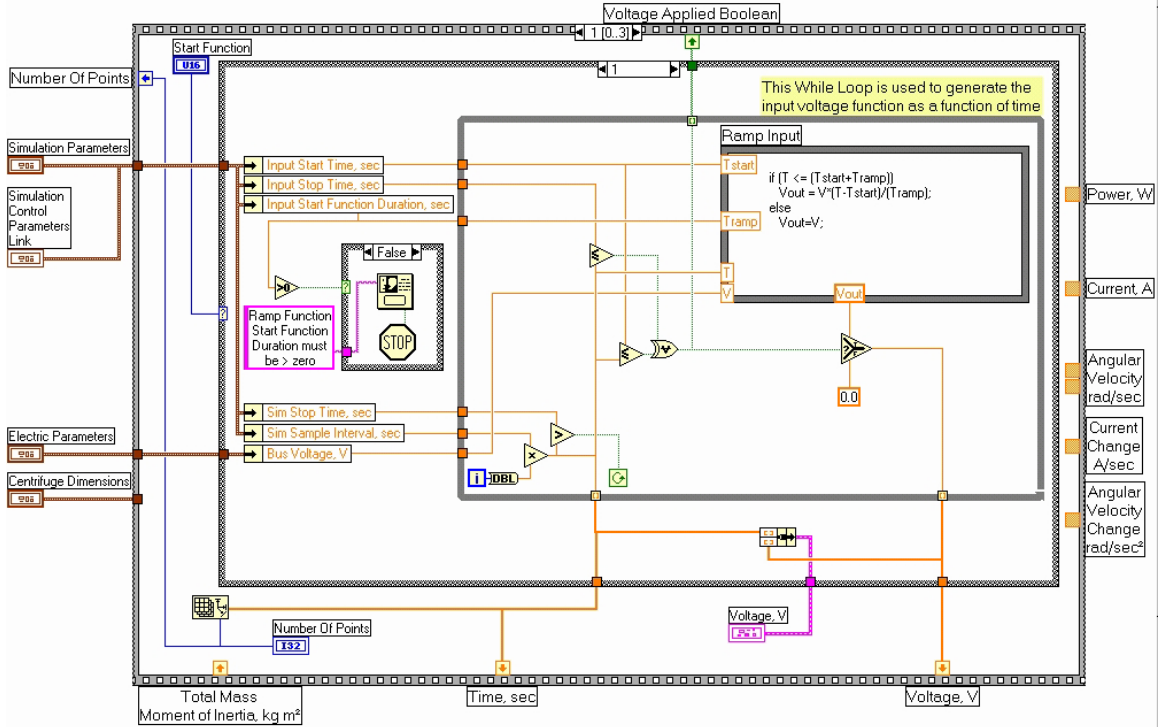 Voltage Applied Boolean
1 [0..3]
Start Function
U16
Number Of Points
1
This While Loop is used to generate the
input voltage function as a function of time
Ramp Input
Simulation Parameters
Input Start Time, sec
Tstart
if (T <= (Tstart+Tramp))
Vout = V*(T-Tstart)/(Tramp);
else
Vout=V;
Input Stop Time, sec
Input Start Function Duration, sec
Power, W
Simulation
Control
Parameters
Link
Tramp
False
≤
T
>0
?
V
Vout
Current, A
?
Ramp Function
Start Function
Duration must
be > zero
STOP
≤
V
?
Angular
Velocity
rad/sec
0.0
Sim Stop Time, sec
Electric Parameters
Sim Sample Interval, sec
>
Current
Change
A/sec
Bus Voltage, V
x
Centrifuge Dimensions
i
DBL
Angular
Velocity
Change
rad/sec²
Voltage, V
Number Of Points
I32
Total Mass
Moment of Inertia, kg m²
Time, sec
Voltage, V